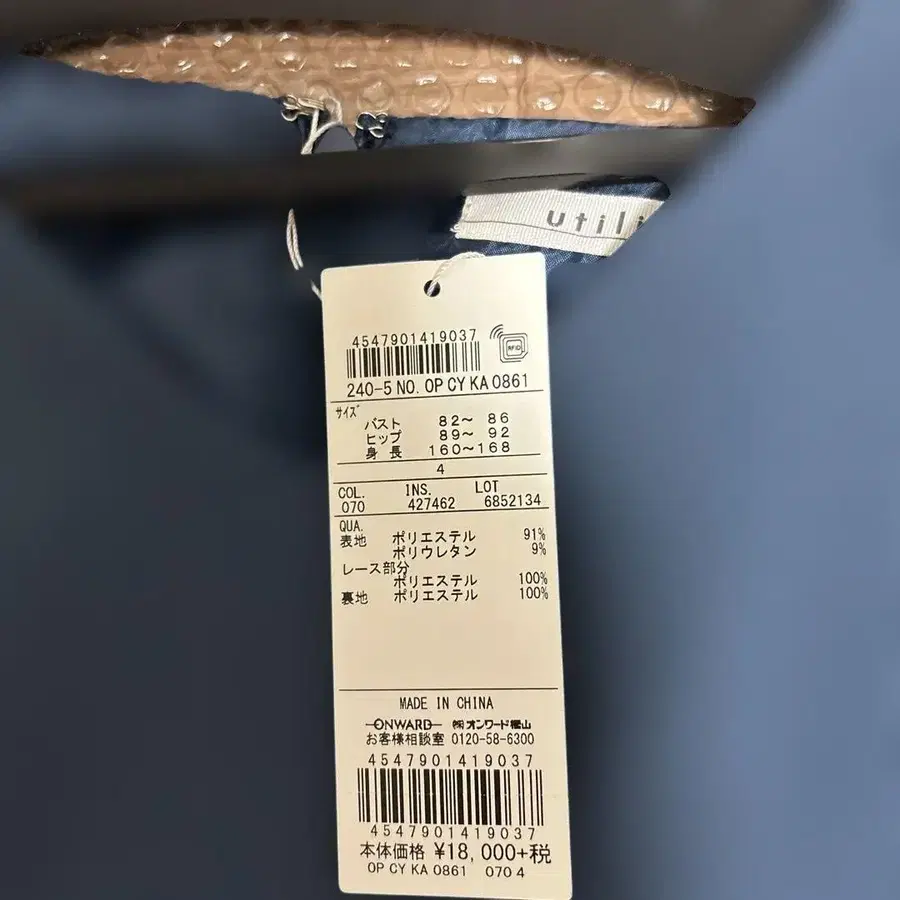 utili
4547901419037
RFID
240-5 NO. OP CY KA 0861
サイズ
バスト 82～ 86
ヒップ 89～ 92
身長 160～168
4
COL. INS. LOT
070 427462 6852134
QUA.
表地 ポリエステル 91%
ポリウレタン 9%
レース部分
ポリエステル 100%
裏地 ポリエステル 100%
MADE IN CHINA
ONWARD ㈱オンワード樫山
お客様相談室 0120-58-6300
4547901419037
4547901419037
本体価格 ¥18,000+税
OP CY KA 0861 070 4